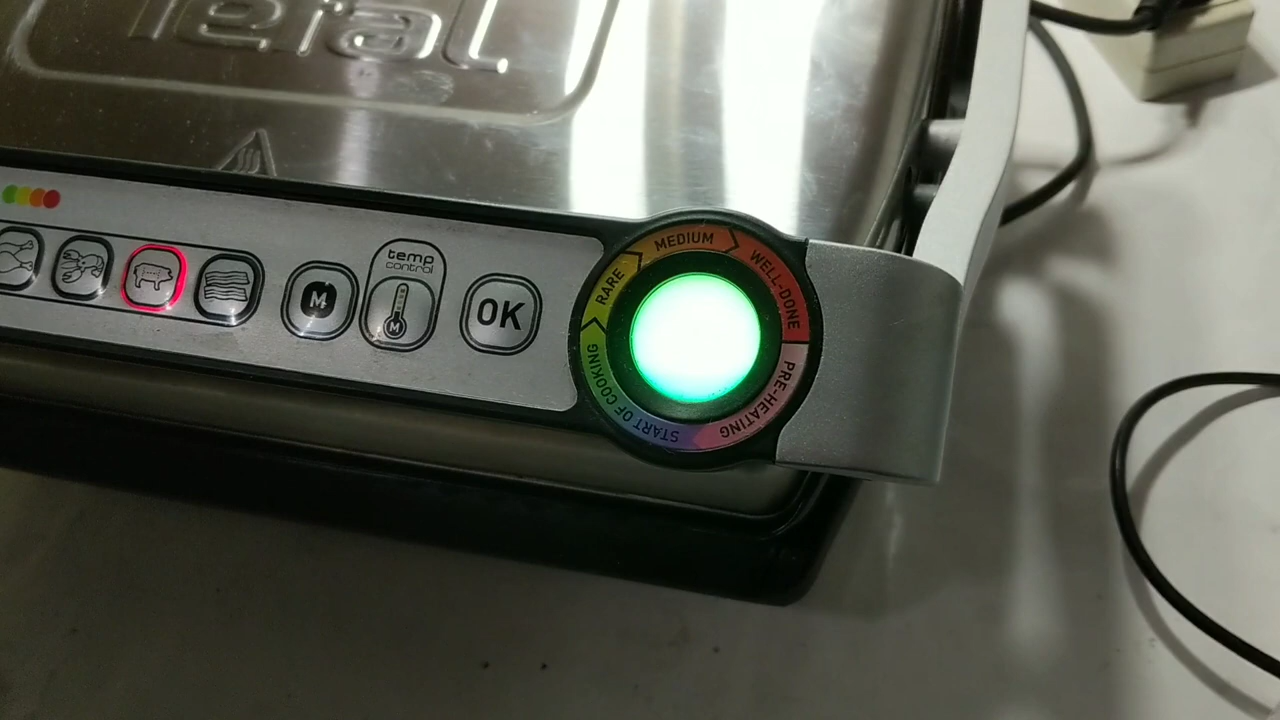 Tefal
temp
control
M
M
OK
RARE
MEDIUM
WELL-DONE
PRE-HEATING
START OF COOKING